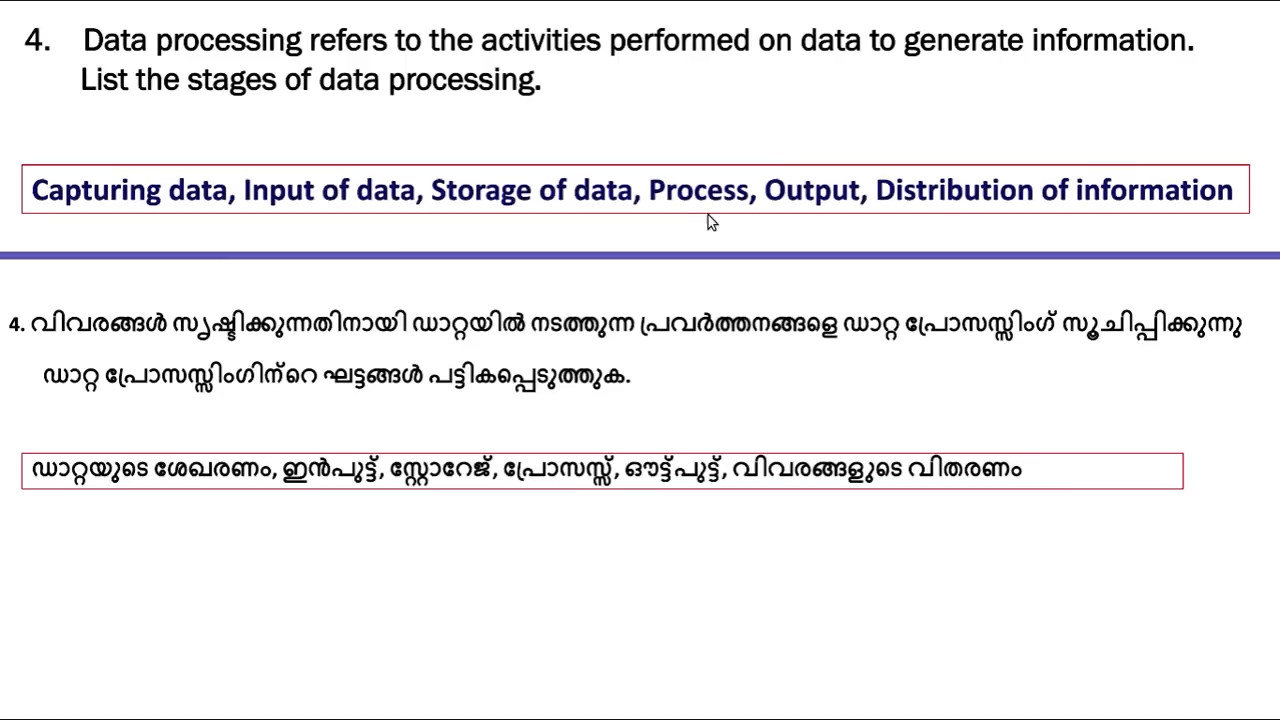 4. Data processing refers to the activities performed on data to generate information.
List the stages of data processing.
Capturing data, Input of data, Storage of data, Process, Output, Distribution of information
4. വിവരങ്ങൾ സൃഷ്ടിക്കുന്നതിനായി ഡാറ്റയിൽ നടത്തുന്ന പ്രവർത്തനങ്ങളെ ഡാറ്റ പ്രോസസ്സിംഗ് സൂചിപ്പിക്കുന്നു
ഡാറ്റ പ്രോസസ്സിംഗിന്റെ ഘട്ടങ്ങൾ പട്ടികപ്പെടുത്തുക.
ഡാറ്റയുടെ ശേഖരണം, ഇൻപുട്ട്, സ്റ്റോറേജ്, പ്രോസസ്സ്, ഔട്ട്പുട്ട്, വിവരങ്ങളുടെ വിതരണം